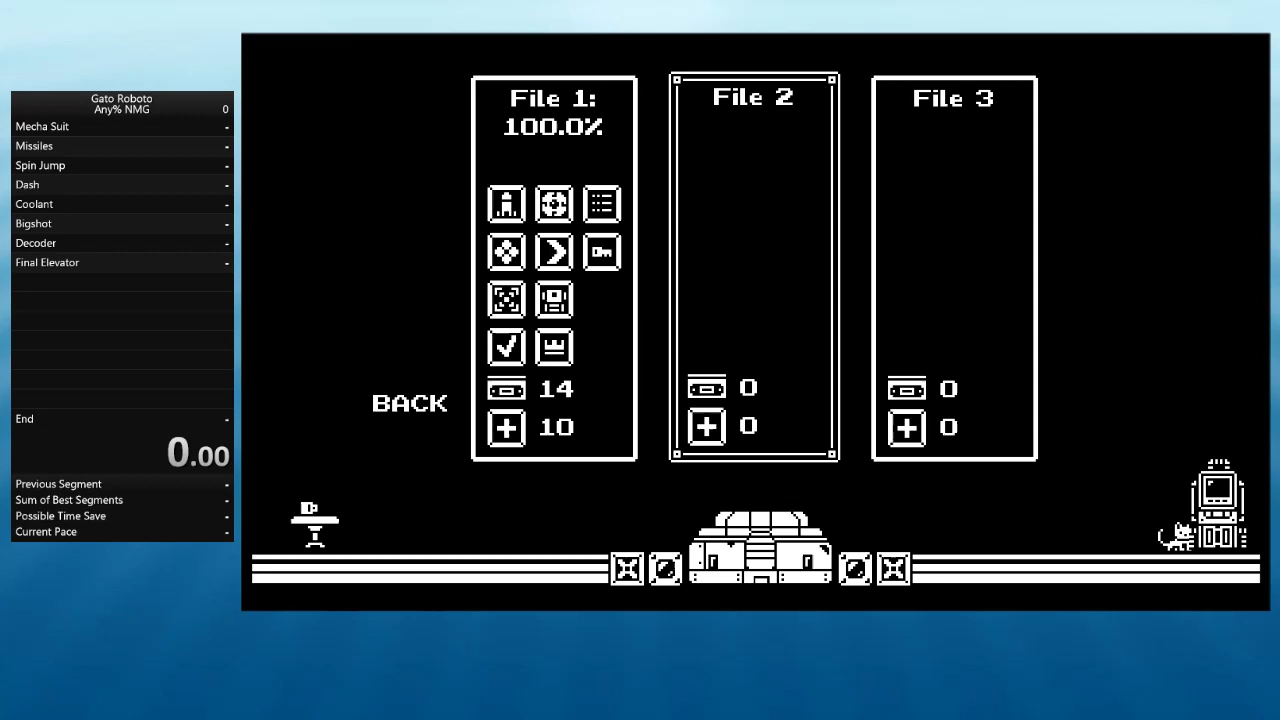 Gato Roboto
Any% NMG 0
Mecha Suit -
Missiles -
Spin Jump -
Dash -
Coolant -
Bigshot -
Decoder -
Final Elevator -
End -
0.00
Previous Segment -
Sum of Best Segments -
Possible Time Save -
Current Pace -
File 1:
100.0%
14
10
File 2
0
0
File 3
0
0
BACK